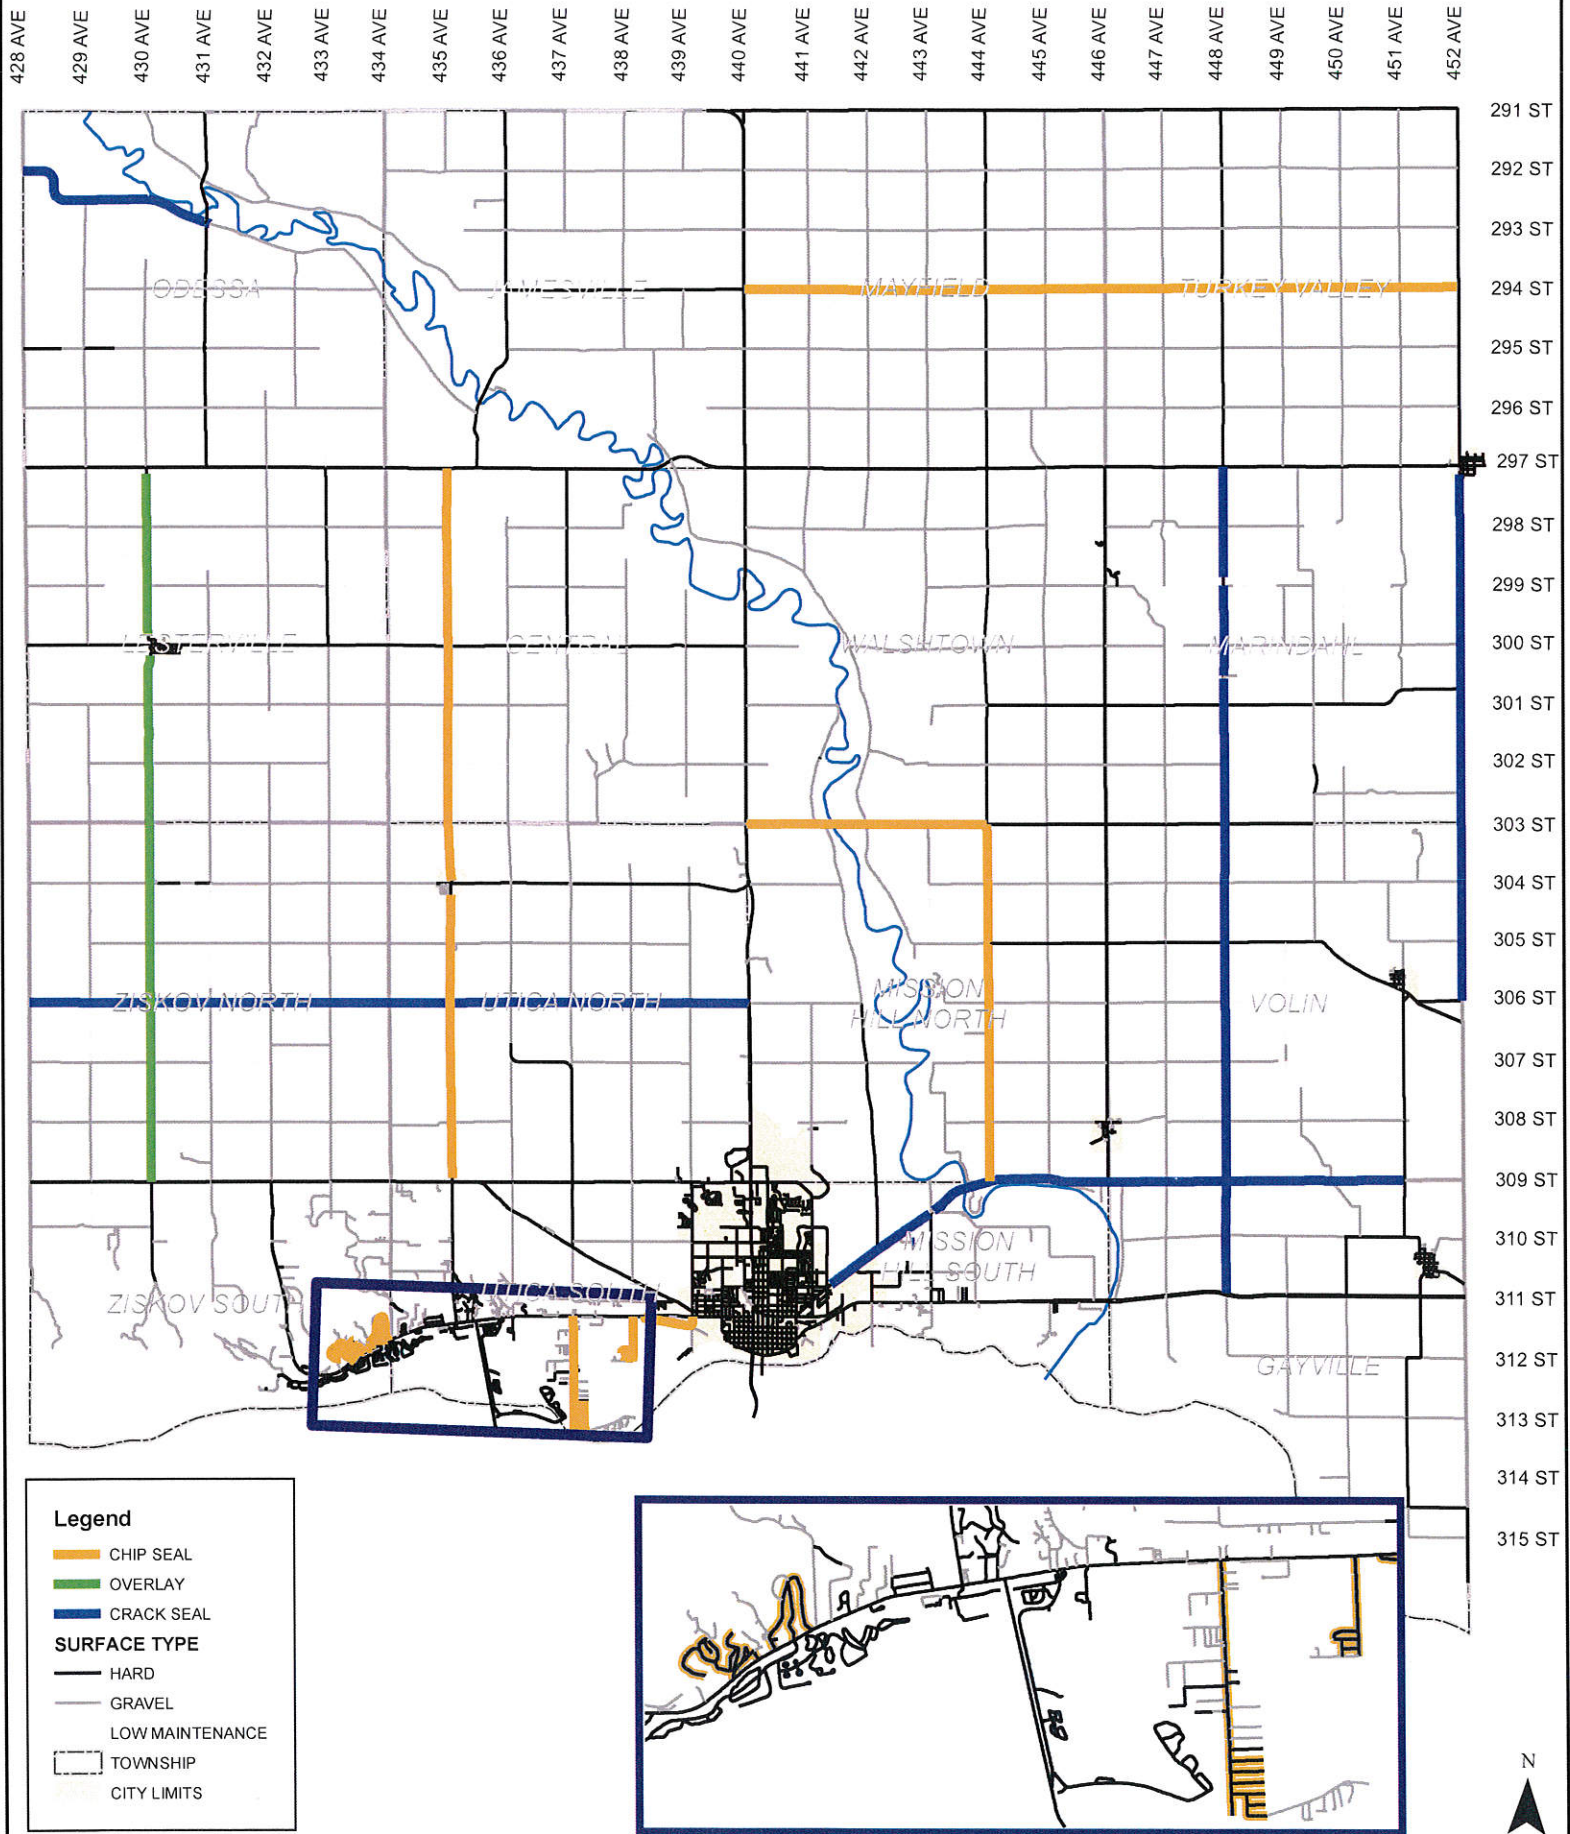 428 AVE
429 AVE
430 AVE
431 AVE
432 AVE
433 AVE
434 AVE
435 AVE
436 AVE
437 AVE
438 AVE
439 AVE
440 AVE
441 AVE
442 AVE
443 AVE
444 AVE
445 AVE
446 AVE
447 AVE
448 AVE
449 AVE
450 AVE
451 AVE
452 AVE
291 ST
292 ST
293 ST
ODESSA
JAMESVILLE
MAYFIELD
TURKEY VALLEY
294 ST
295 ST
296 ST
297 ST
298 ST
299 ST
LESTERVILLE
CENTRAL
WALSHTOWN
MARINDAHL
300 ST
301 ST
302 ST
303 ST
304 ST
305 ST
ZISKOV NORTH
UTICA NORTH
MISSION
HILL NORTH
VOLIN
306 ST
307 ST
308 ST
309 ST
310 ST
MISSION
HILL SOUTH
ZISKOV SOUTH
UTICA SOUTH
311 ST
GAYVILLE
312 ST
313 ST
314 ST
315 ST
Legend
CHIP SEAL
OVERLAY
CRACK SEAL
SURFACE TYPE
HARD
GRAVEL
LOW MAINTENANCE
TOWNSHIP
CITY LIMITS
N